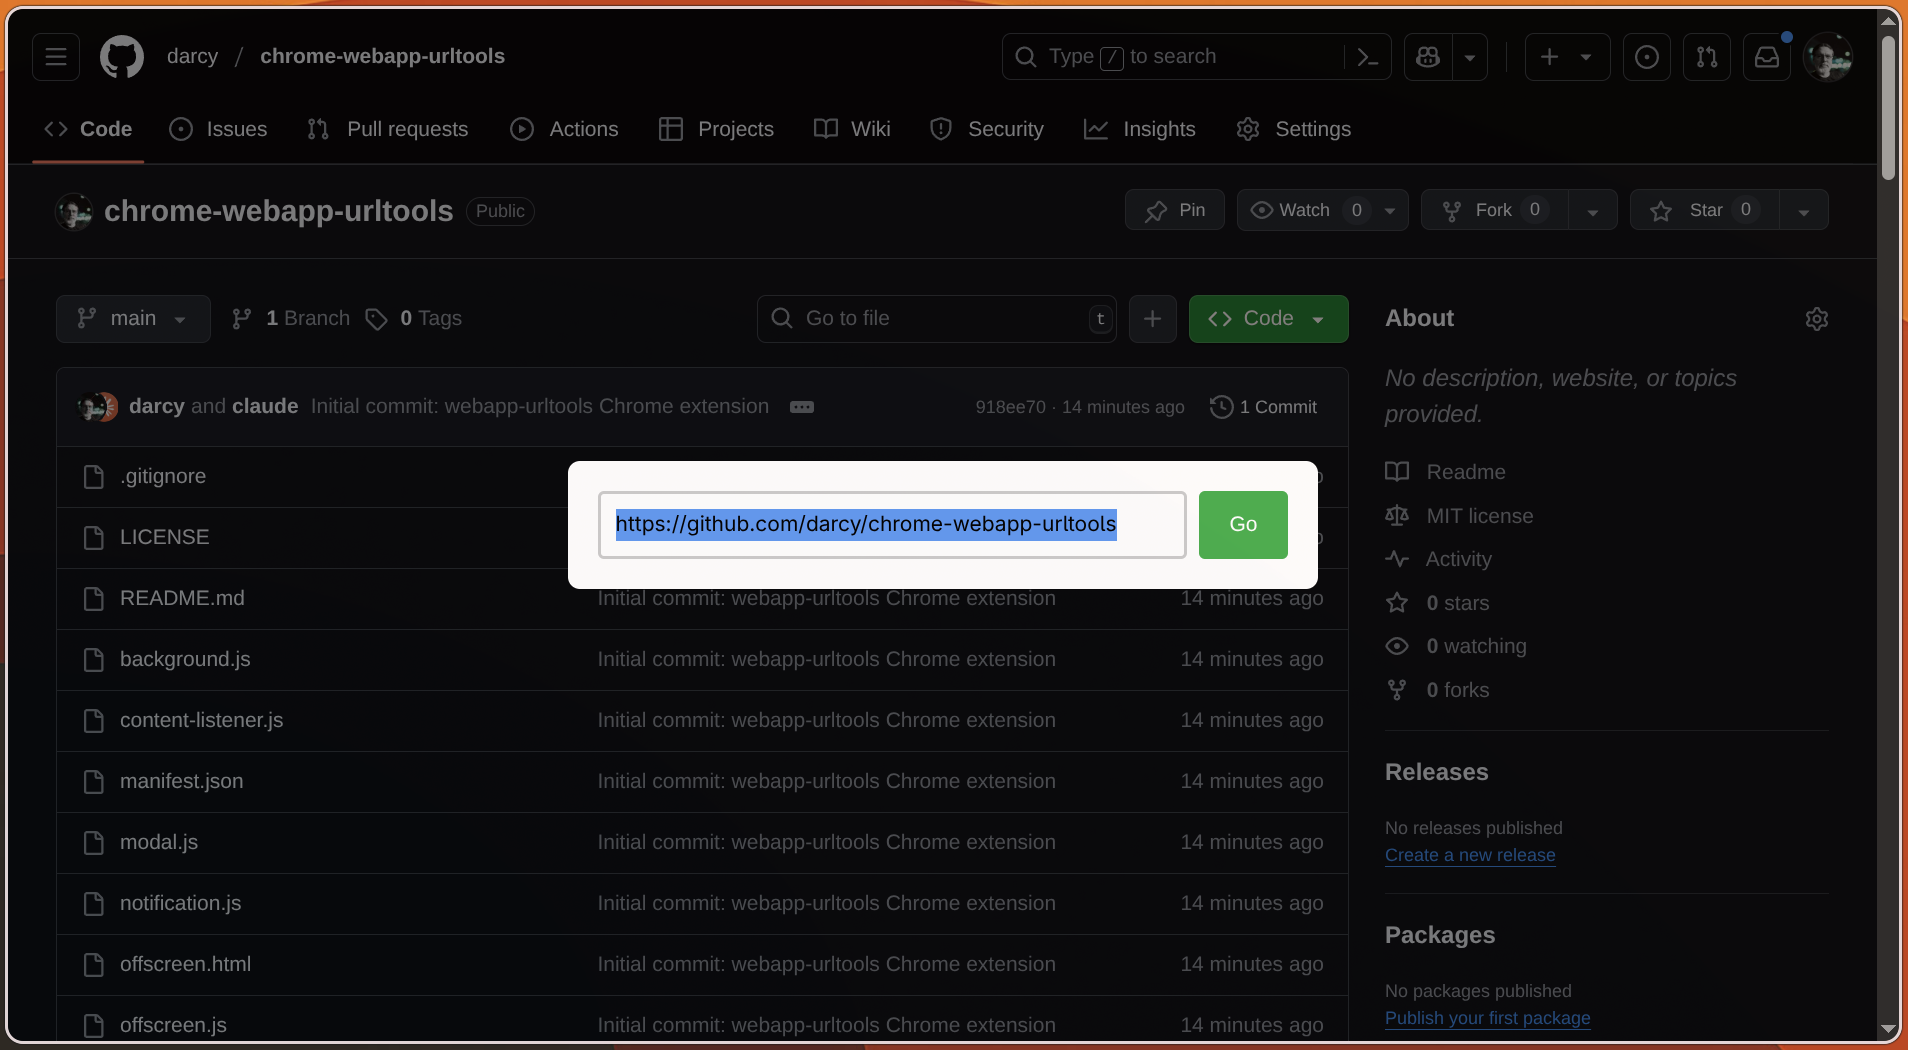 darcy / chrome-webapp-urltools
Type / to search
Code Issues Pull requests Actions Projects Wiki Security Insights Settings
chrome-webapp-urltools Public
Pin Watch 0 Fork 0 Star 0
main 1 Branch 0 Tags
Go to file t
Code
About
No description, website, or topics
provided.
darcy and claude Initial commit: webapp-urltools Chrome extension
918ee70 · 14 minutes ago 1 Commit
.gitignore
https://github.com/darcy/chrome-webapp-urltools Go
LICENSE
README.md Initial commit: webapp-urltools Chrome extension 14 minutes ago
background.js Initial commit: webapp-urltools Chrome extension 14 minutes ago
content-listener.js Initial commit: webapp-urltools Chrome extension 14 minutes ago
manifest.json Initial commit: webapp-urltools Chrome extension 14 minutes ago
modal.js Initial commit: webapp-urltools Chrome extension 14 minutes ago
notification.js Initial commit: webapp-urltools Chrome extension 14 minutes ago
offscreen.html Initial commit: webapp-urltools Chrome extension 14 minutes ago
offscreen.js Initial commit: webapp-urltools Chrome extension 14 minutes ago
Readme
MIT license
Activity
0 stars
0 watching
0 forks
Releases
No releases published
Create a new release
Packages
No packages published
Publish your first package